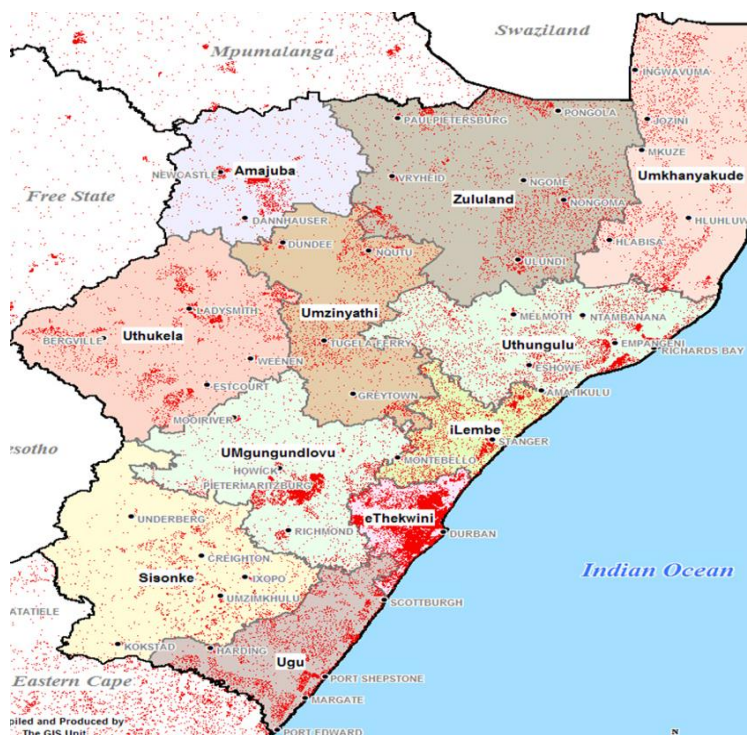 Swaziland
Mpumalanga
INGWAVUMA
PONGOLA
PAULPIETERSBURG
JOZINI
MKUZE
Amajuba
NEWCASTLE
VRYHEID
NGOME
Umkhanyakude
Free State
Zululand
NONGOMA
DANNHAUSER
HLUHLUW
DUNDEE
NQUTU
HLABISA
ULUNDI
LADYSMITH
Umzinyathi
MELMOTH
NTAMBANANA
Uthukela
BERGVILLE
TUGELA FERRY
Uthungulu
EMPANGENI
RICHARDS BAY
WEENEN
ESHOWE
ESTCOURT
GREYTOWN
AMATIKULU
MOOIRIVER
iLembe
esotho
UMgungundlovu
STANGER
HOWICK
MONTEBELLO
PIETERMARITZBURG
UNDERBERG
eThekwini
RICHMOND
DURBAN
CREIGHTON
Indian Ocean
Sisonke
IXOPO
UMZIMKHULU
SCOTTBURGH
ATATIELE
KOKSTAD
HARDING
Ugu
Eastern Cape
PORT SHEPSTONE
MARGATE
piled and Produced by
The GIS Unit
PORT EDWARD
N